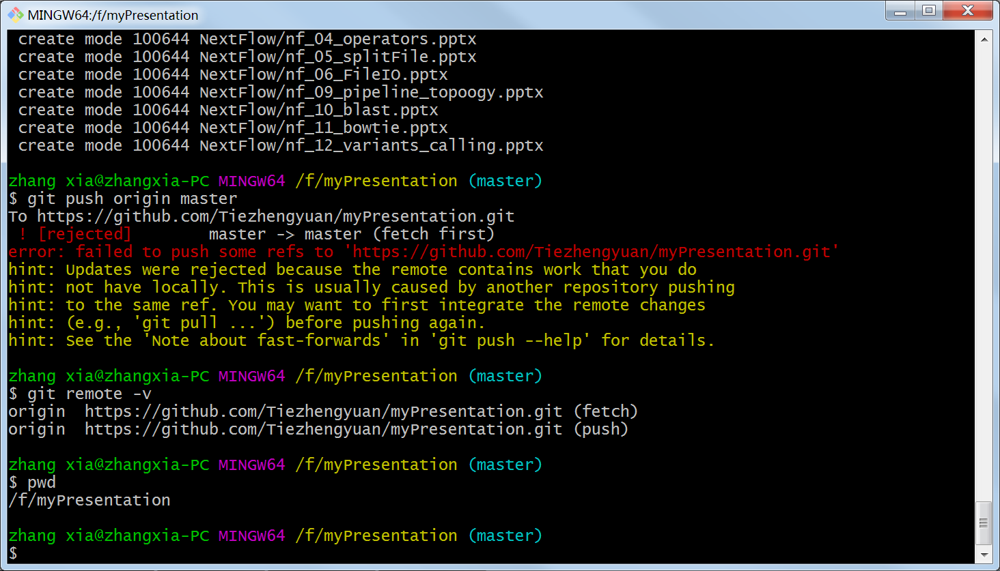 MINGW64:/f/myPresentation
create mode 100644 NextFlow/nf_04_operators.pptx
create mode 100644 NextFlow/nf_05_splitFile.pptx
create mode 100644 NextFlow/nf_06_FileIO.pptx
create mode 100644 NextFlow/nf_09_pipeline_topoogy.pptx
create mode 100644 NextFlow/nf_10_blast.pptx
create mode 100644 NextFlow/nf_11_bowtie.pptx
create mode 100644 NextFlow/nf_12_variants_calling.pptx
zhang xia@zhangxia-PC MINGW64 /f/myPresentation (master)
$ git push origin master
To https://github.com/Tiezhengyuan/myPresentation.git
! [rejected]        master -> master (fetch first)
error: failed to push some refs to 'https://github.com/Tiezhengyuan/myPresentation.git'
hint: Updates were rejected because the remote contains work that you do
hint: not have locally. This is usually caused by another repository pushing
hint: to the same ref. You may want to first integrate the remote changes
hint: (e.g., 'git pull ...') before pushing again.
hint: See the 'Note about fast-forwards' in 'git push --help' for details.
zhang xia@zhangxia-PC MINGW64 /f/myPresentation (master)
$ git remote -v
origin  https://github.com/Tiezhengyuan/myPresentation.git (fetch)
origin  https://github.com/Tiezhengyuan/myPresentation.git (push)
zhang xia@zhangxia-PC MINGW64 /f/myPresentation (master)
$ pwd
/f/myPresentation
zhang xia@zhangxia-PC MINGW64 /f/myPresentation (master)
$